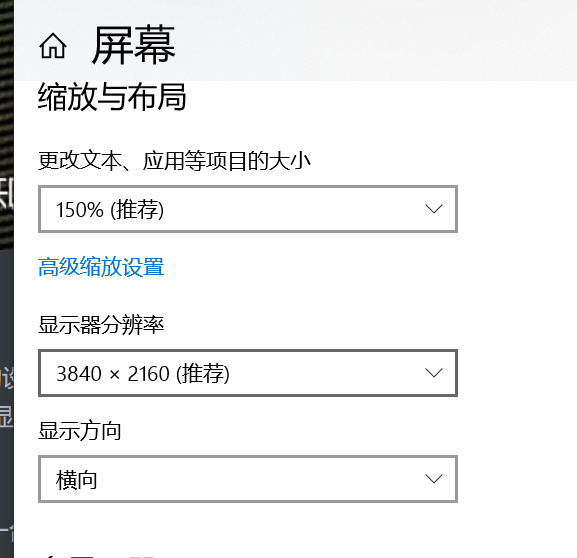 屏幕
缩放与布局
更改文本、应用等项目的大小
150% (推荐)
高级缩放设置
显示器分辨率
3840 × 2160 (推荐)
显示方向
横向